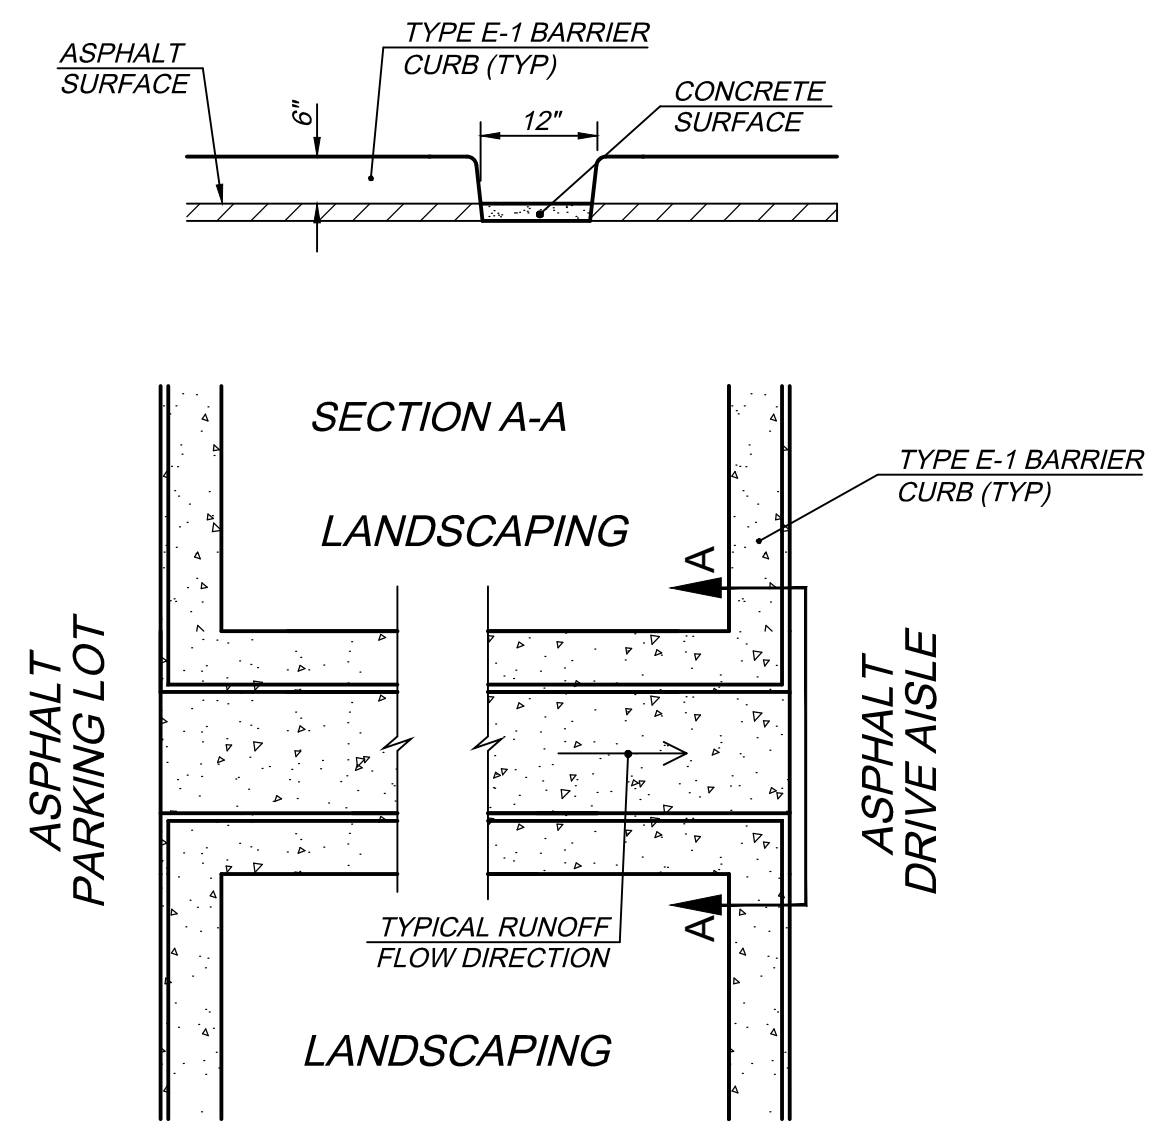 TYPE E-1 BARRIER
CURB (TYP)
ASPHALT
SURFACE
CONCRETE
SURFACE
6"
12"
SECTION A-A
TYPE E-1 BARRIER
CURB (TYP)
LANDSCAPING
A
ASPHALT
PARKING LOT
ASPHALT
DRIVE AISLE
A
TYPICAL RUNOFF
FLOW DIRECTION
LANDSCAPING